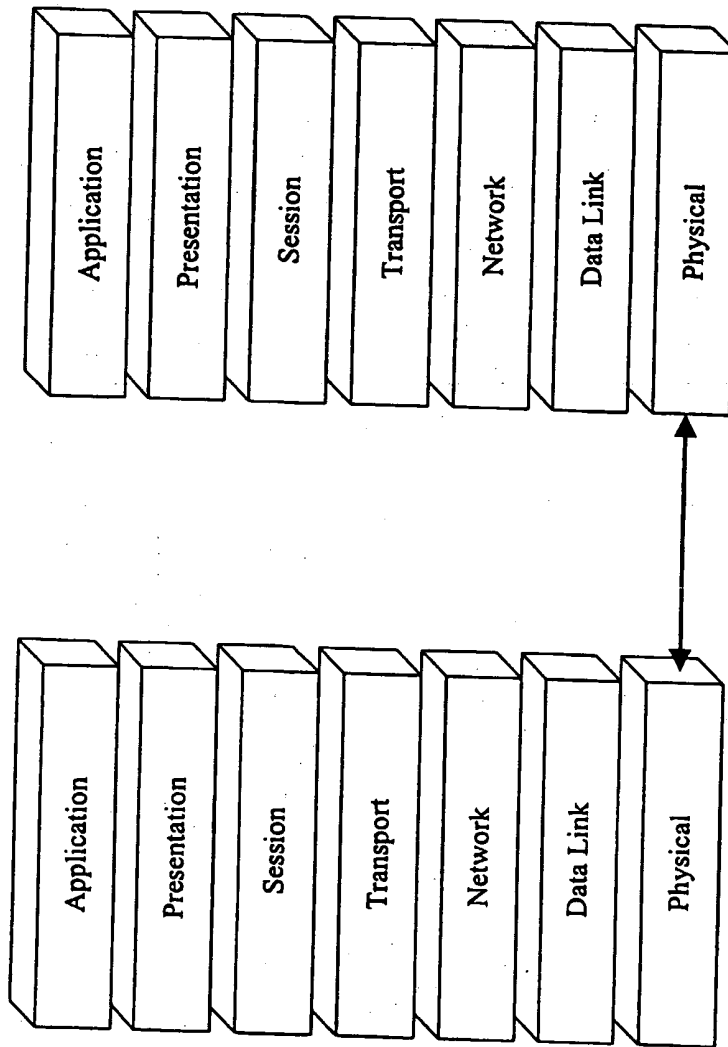 Application
Presentation
Session
Transport
Network
Data Link
Physical
Application
Presentation
Session
Transport
Network
Data Link
Physical